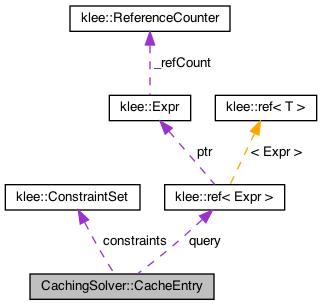 klee::ReferenceCounter
_refCount
klee::Expr
klee::ref< T >
ptr
< Expr >
klee::ConstraintSet
klee::ref< Expr >
constraints
query
CachingSolver::CacheEntry